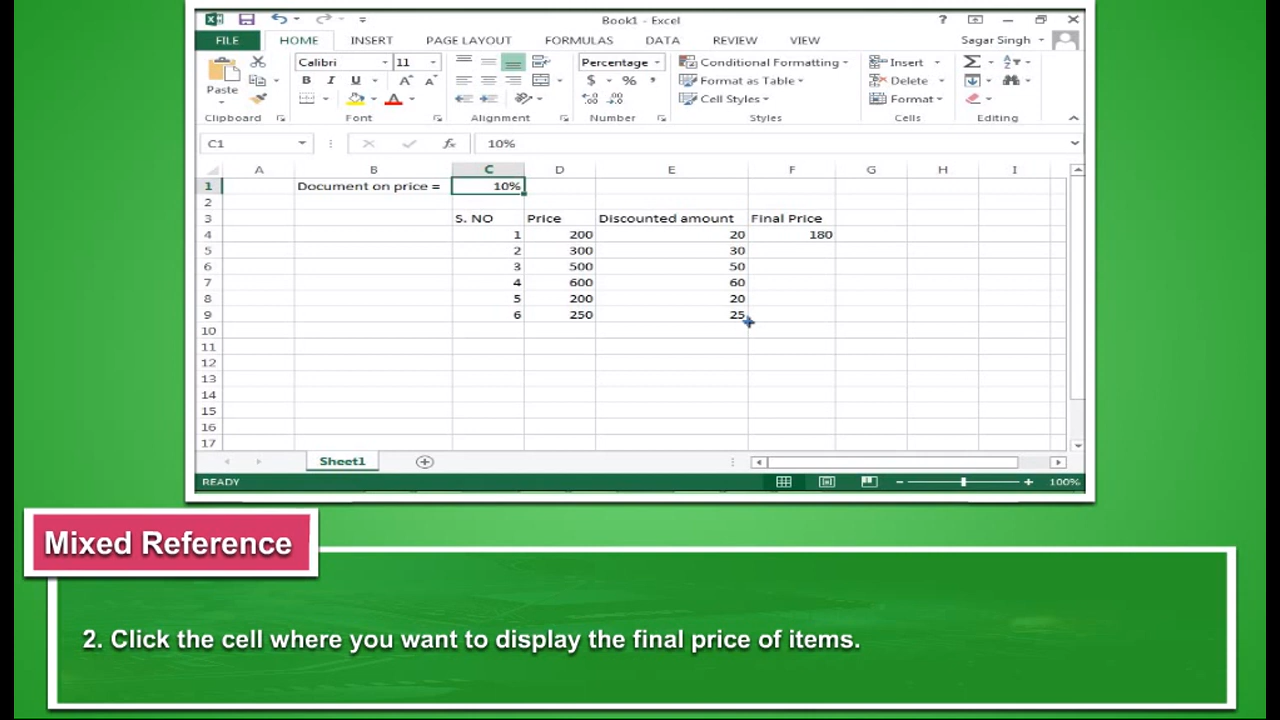 Book1 - Excel
?
FILE HOME INSERT PAGE LAYOUT FORMULAS DATA REVIEW VIEW Sagar Singh
Paste
Calibri 11
B I U
A A
A
Percentage
$ % ,
Conditional Formatting
Format as Table
Cell Styles
Insert
Delete
Format
Clipboard Font Alignment Number Styles Cells Editing
C1 fx 10%
A B C D E F G H I
1 Document on price = 10%
2
3 S. NO Price Discounted amount Final Price
4 1 200 20 180
5 2 300 30
6 3 500 50
7 4 600 60
8 5 200 20
9 6 250 25
10
11
12
13
14
15
16
17
Sheet1
READY 100%
Mixed Reference
2. Click the cell where you want to display the final price of items.